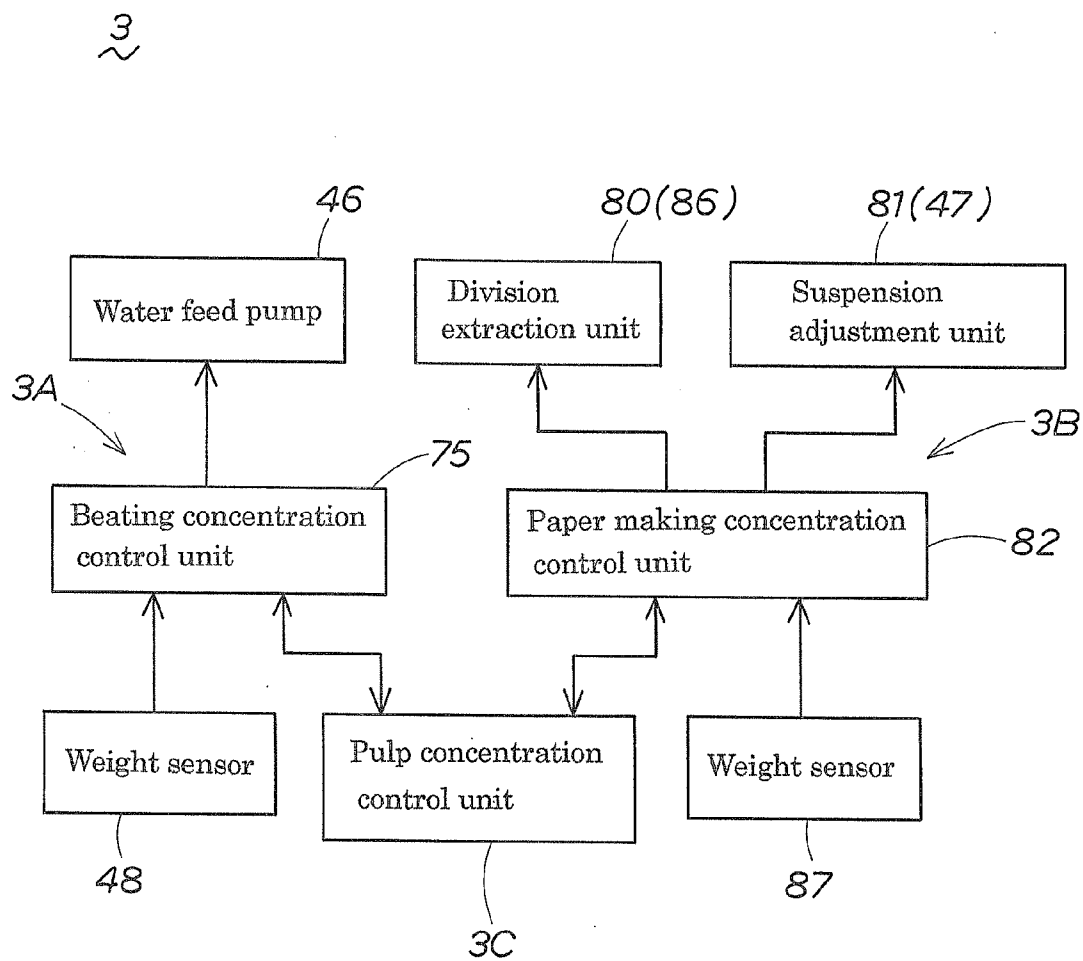 3
46
80(86)
81(47)
Water feed pump
Division
extraction unit
Suspension
adjustment unit
3A
3B
75
Beating concentration
control unit
Paper making concentration
control unit
82
Weight sensor
Pulp concentration
control unit
Weight sensor
48
87
3C